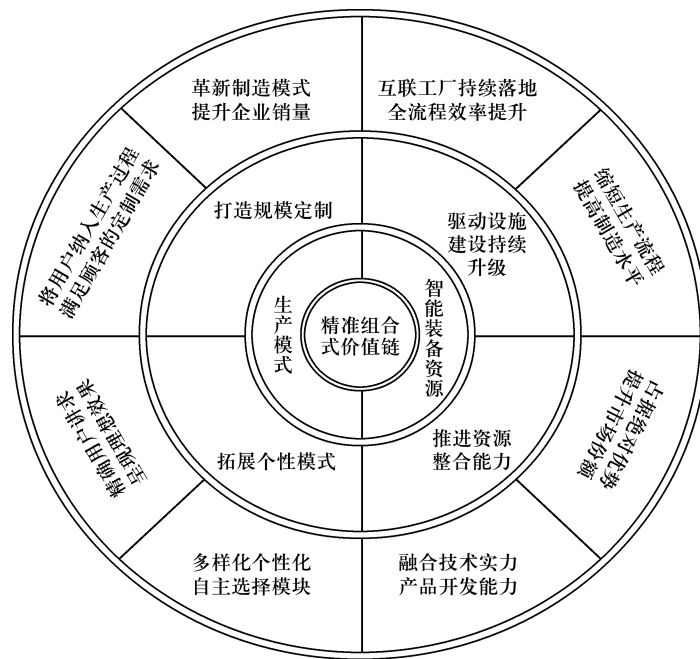 革新制造模式
提升企业销量
互联工厂持续落地
全流程效率提升
将用户纳入生产过程
满足顾客的定制需求
缩短生产流程
提高制造水平
打造规模定制
驱动设施
建设持续
升级
生产模式
精准组合
式价值链
智能装备资源
精确用户讲求
呈现理想效果
占据绝对优势
提升市场份额
拓展个性模式
推进资源
整合能力
多样化个性化
自主选择模块
融合技术实力
产品开发能力